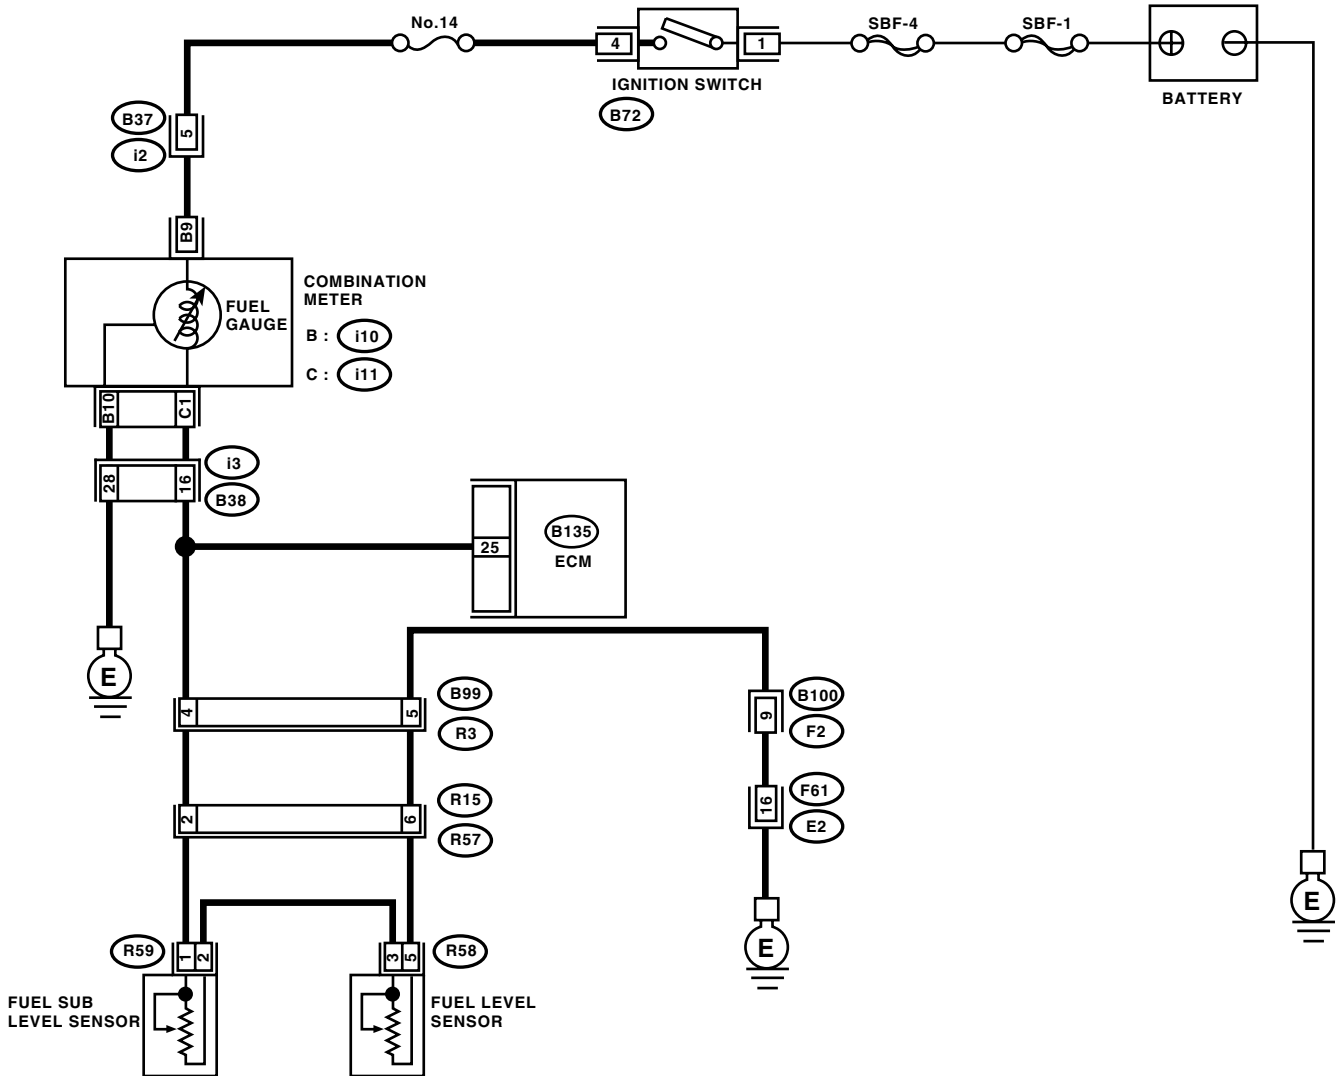 No.14
SBF-4
SBF-1
4
1
IGNITION SWITCH
B72
BATTERY
B37
5
i2
B9
COMBINATION
METER
FUEL
GAUGE
B : i10
C : i11
B10
C1
i3
28
16
B38
B135
25
ECM
E
B99
4
5
R3
B100
9
F2
R15
2
6
R57
F61
16
E2
E
E
R59
1
2
3
5
R58
FUEL SUB
LEVEL SENSOR
FUEL LEVEL
SENSOR